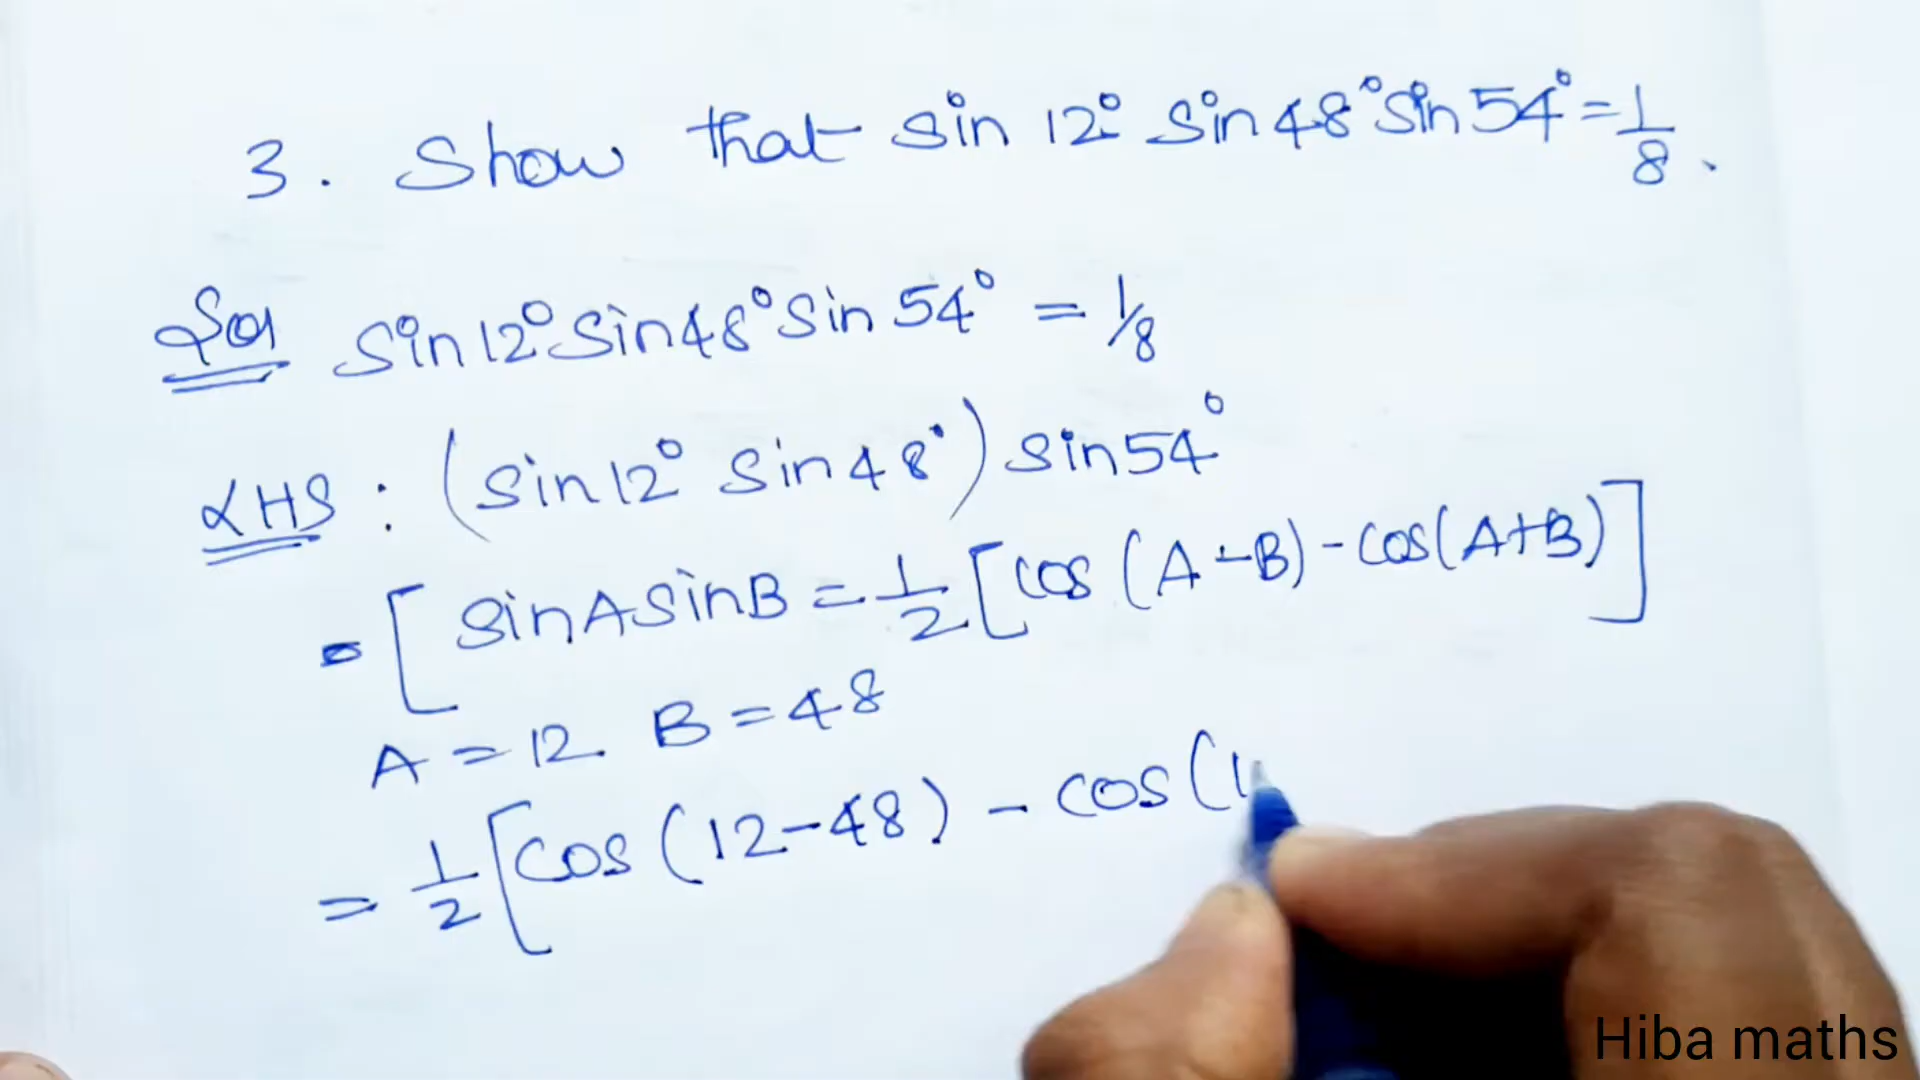 3. Show that sin 12° sin 48° sin 54° = 1/8.
Sol sin 12° sin 48° sin 54° = 1/8
LHS : (sin 12° sin 48°) sin 54°
= [sin A sin B = 1/2 [cos (A-B) - cos(A+B)]
A = 12. B = 48
= 1/2 [cos (12-48) - cos (1
Hiba maths